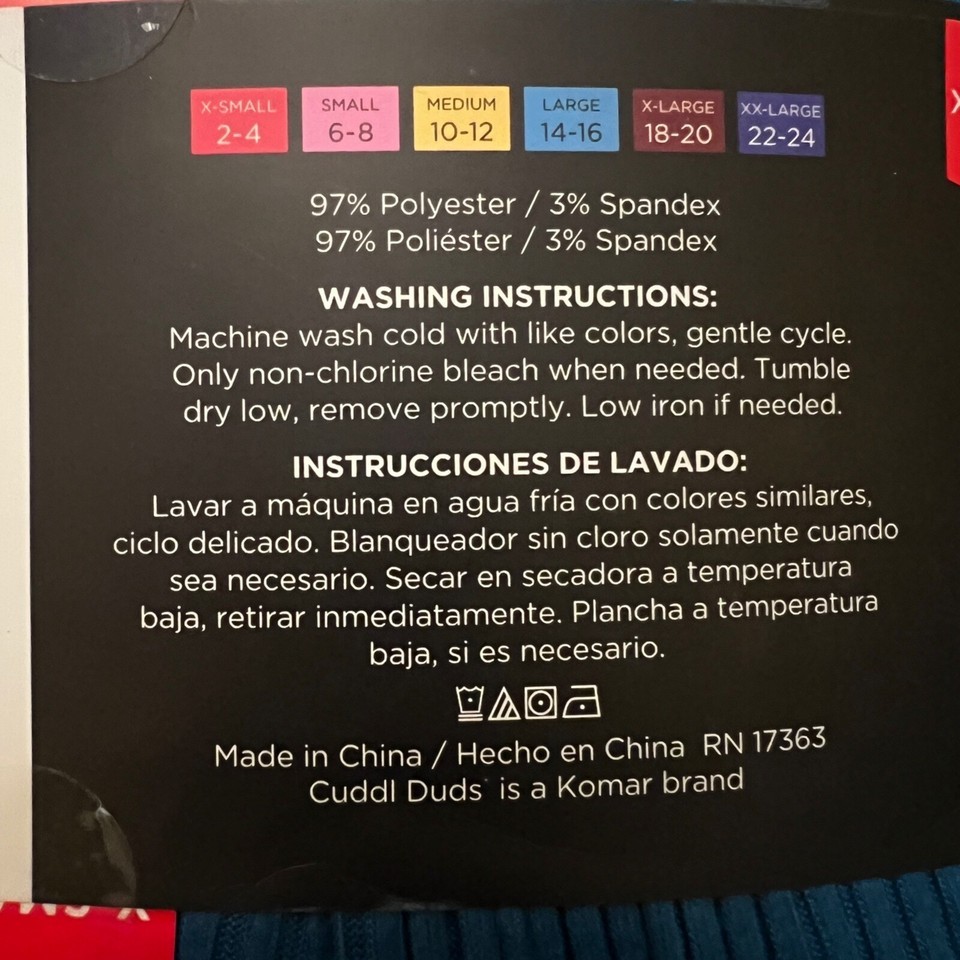 X-SMALL SMALL MEDIUM LARGE X-LARGE XX-LARGE
2-4 6-8 10-12 14-16 18-20 22-24
97% Polyester / 3% Spandex
97% Poliéster / 3% Spandex
WASHING INSTRUCTIONS:
Machine wash cold with like colors, gentle cycle.
Only non-chlorine bleach when needed. Tumble
dry low, remove promptly. Low iron if needed.
INSTRUCCIONES DE LAVADO:
Lavar a máquina en agua fría con colores similares,
ciclo delicado. Blanqueador sin cloro solamente cuando
sea necesario. Secar en secadora a temperatura
baja, retirar inmediatamente. Plancha a temperatura
baja, si es necesario.
Made in China / Hecho en China RN 17363
Cuddl Duds is a Komar brand